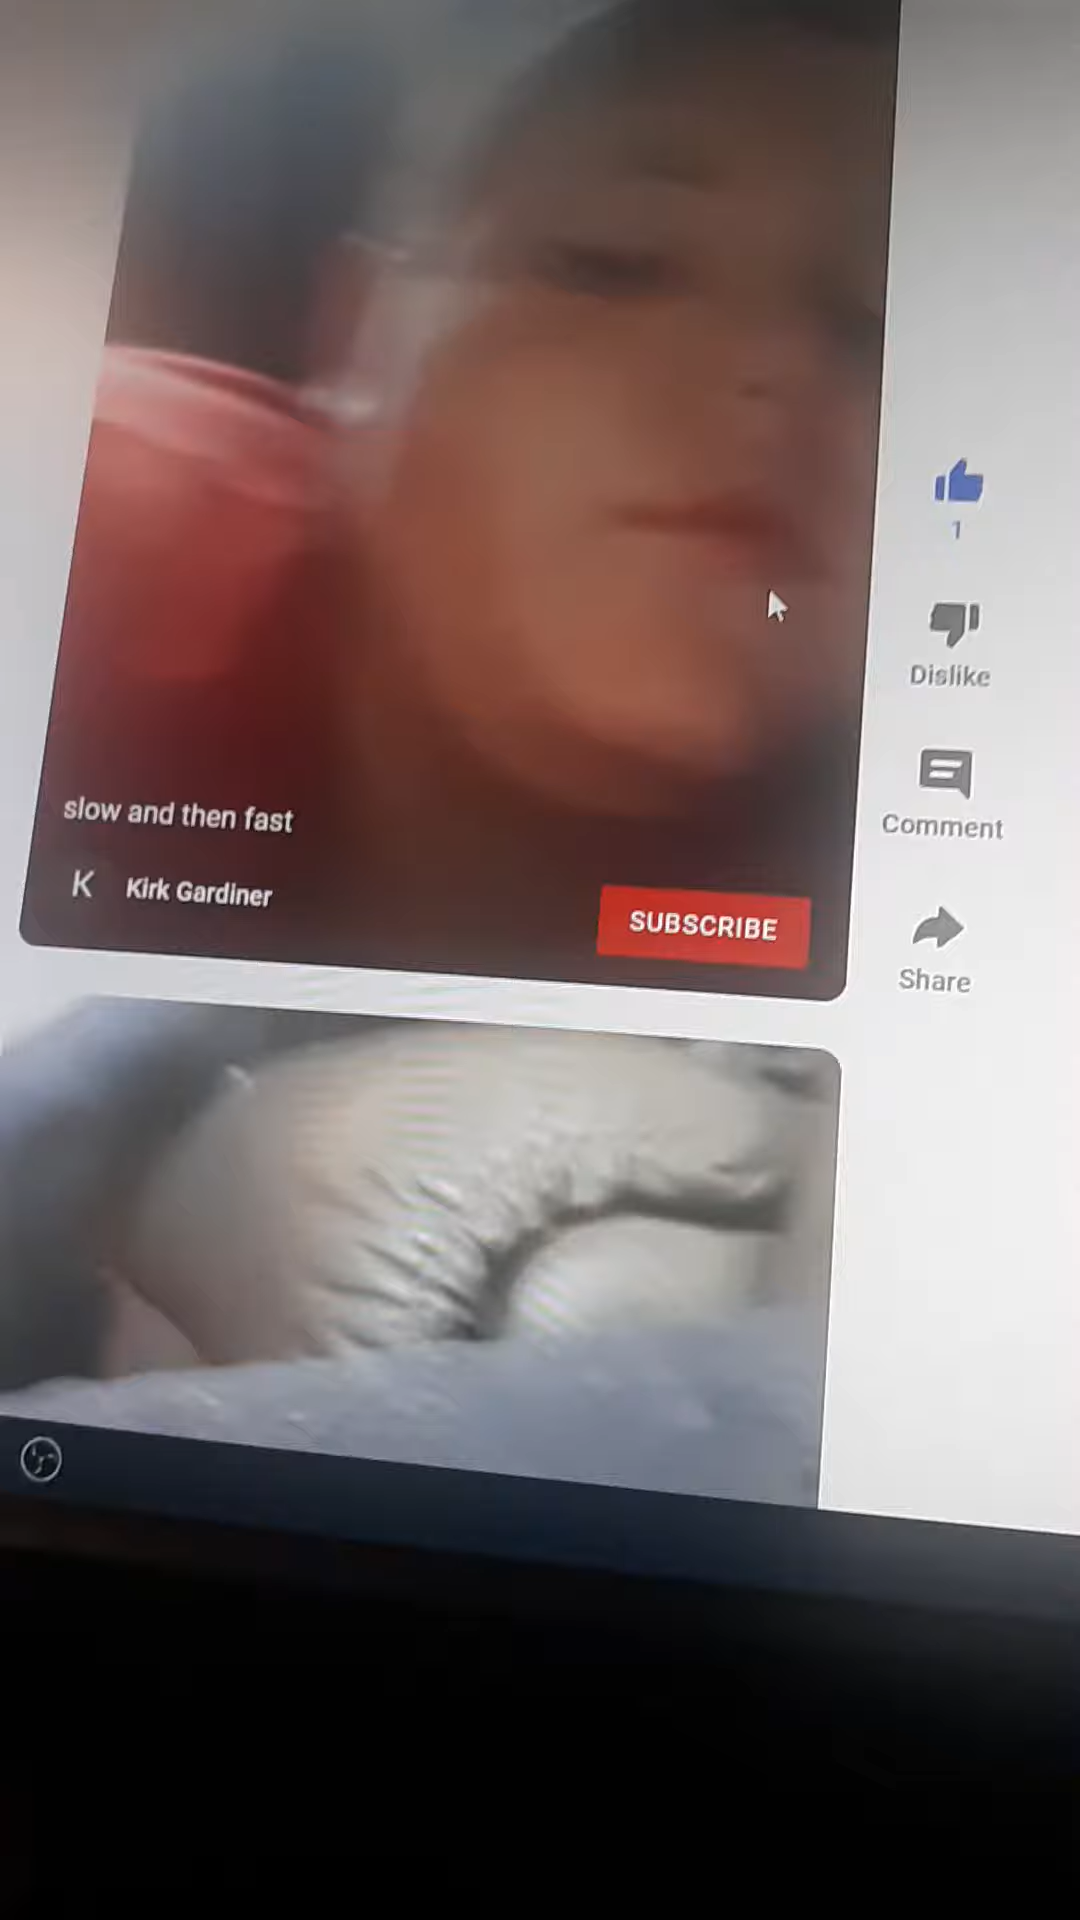 1
Dislike
Comment
slow and then fast
K Kirk Gardiner
SUBSCRIBE
Share